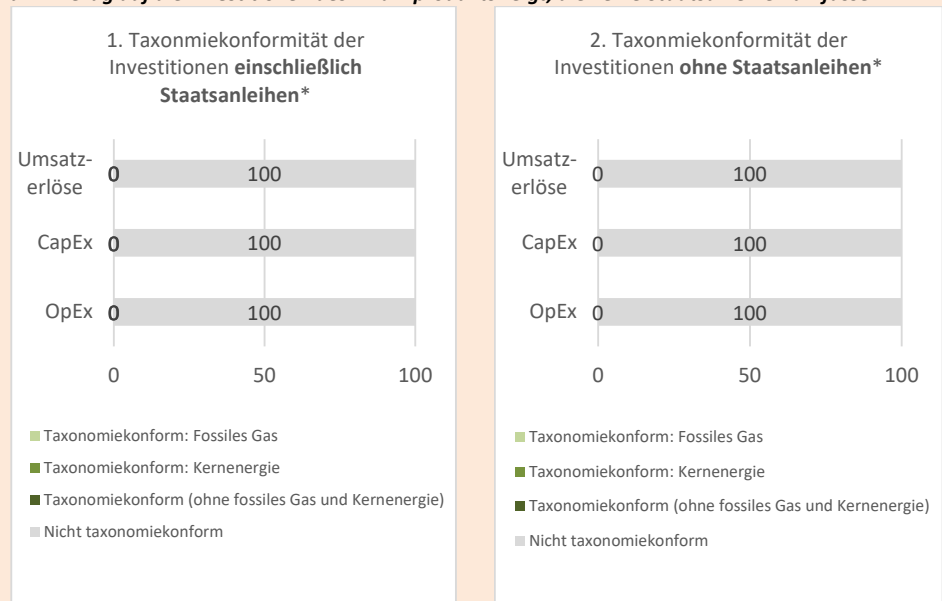 1. Taxonmiekonformität der
Investitionen einschließlich
Staatsanleihen*
Umsatz-
erlöse
0 100
CapEx 0 100
OpEx 0 100
0 50 100
Taxonomiekonform: Fossiles Gas
Taxonomiekonform: Kernenergie
Taxonomiekonform (ohne fossiles Gas und Kernenergie)
Nicht taxonomiekonform
2. Taxonmiekonformität der
Investitionen ohne Staatsanleihen*
Umsatz-
erlöse
0 100
CapEx 0 100
OpEx 0 100
0 50 100
Taxonomiekonform: Fossiles Gas
Taxonomiekonform: Kernenergie
Taxonomiekonform (ohne fossiles Gas und Kernenergie)
Nicht taxonomiekonform